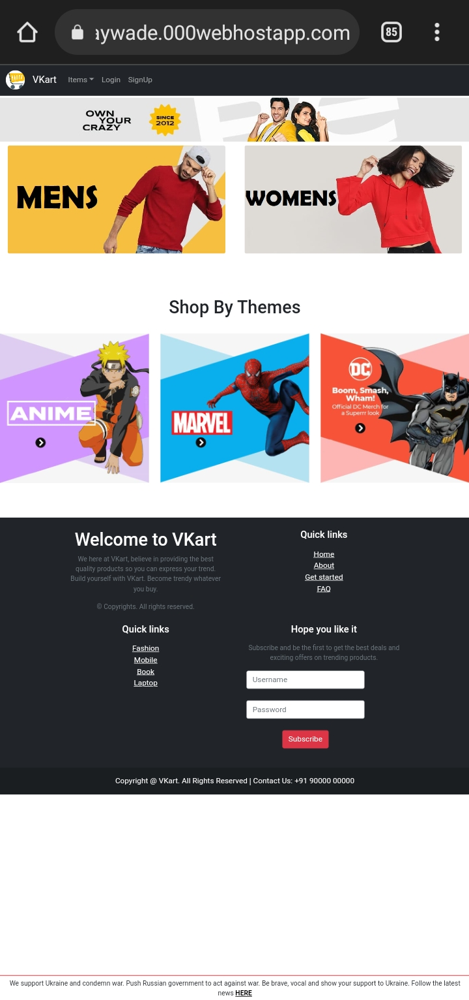 aywade.000webhostapp.com
85
VKart
Items
Login
SignUp
OWN
YOUR
CRAZY
SINCE
2012
MENS
WOMENS
Shop By Themes
ANIME
MARVEL
DC
Boom, Smash,
Wham!
Official DC Merch for
a Superrr look
Welcome to VKart
We here at VKart, believe in providing the best
quality products so you can express your trend.
Build yourself with VKart. Become trendy whatever
you buy.
© Copyrights. All rights reserved.
Quick links
Home
About
Get started
FAQ
Quick links
Fashion
Mobile
Book
Laptop
Hope you like it
Subscribe and be the first to get the best deals and
exciting offers on trending products.
Username
Password
Subscribe
Copyright @ VKart. All Rights Reserved | Contact Us: +91 90000 00000
We support Ukraine and condemn war. Push Russian government to act against war. Be brave, vocal and show your support to Ukraine. Follow the latest
news HERE